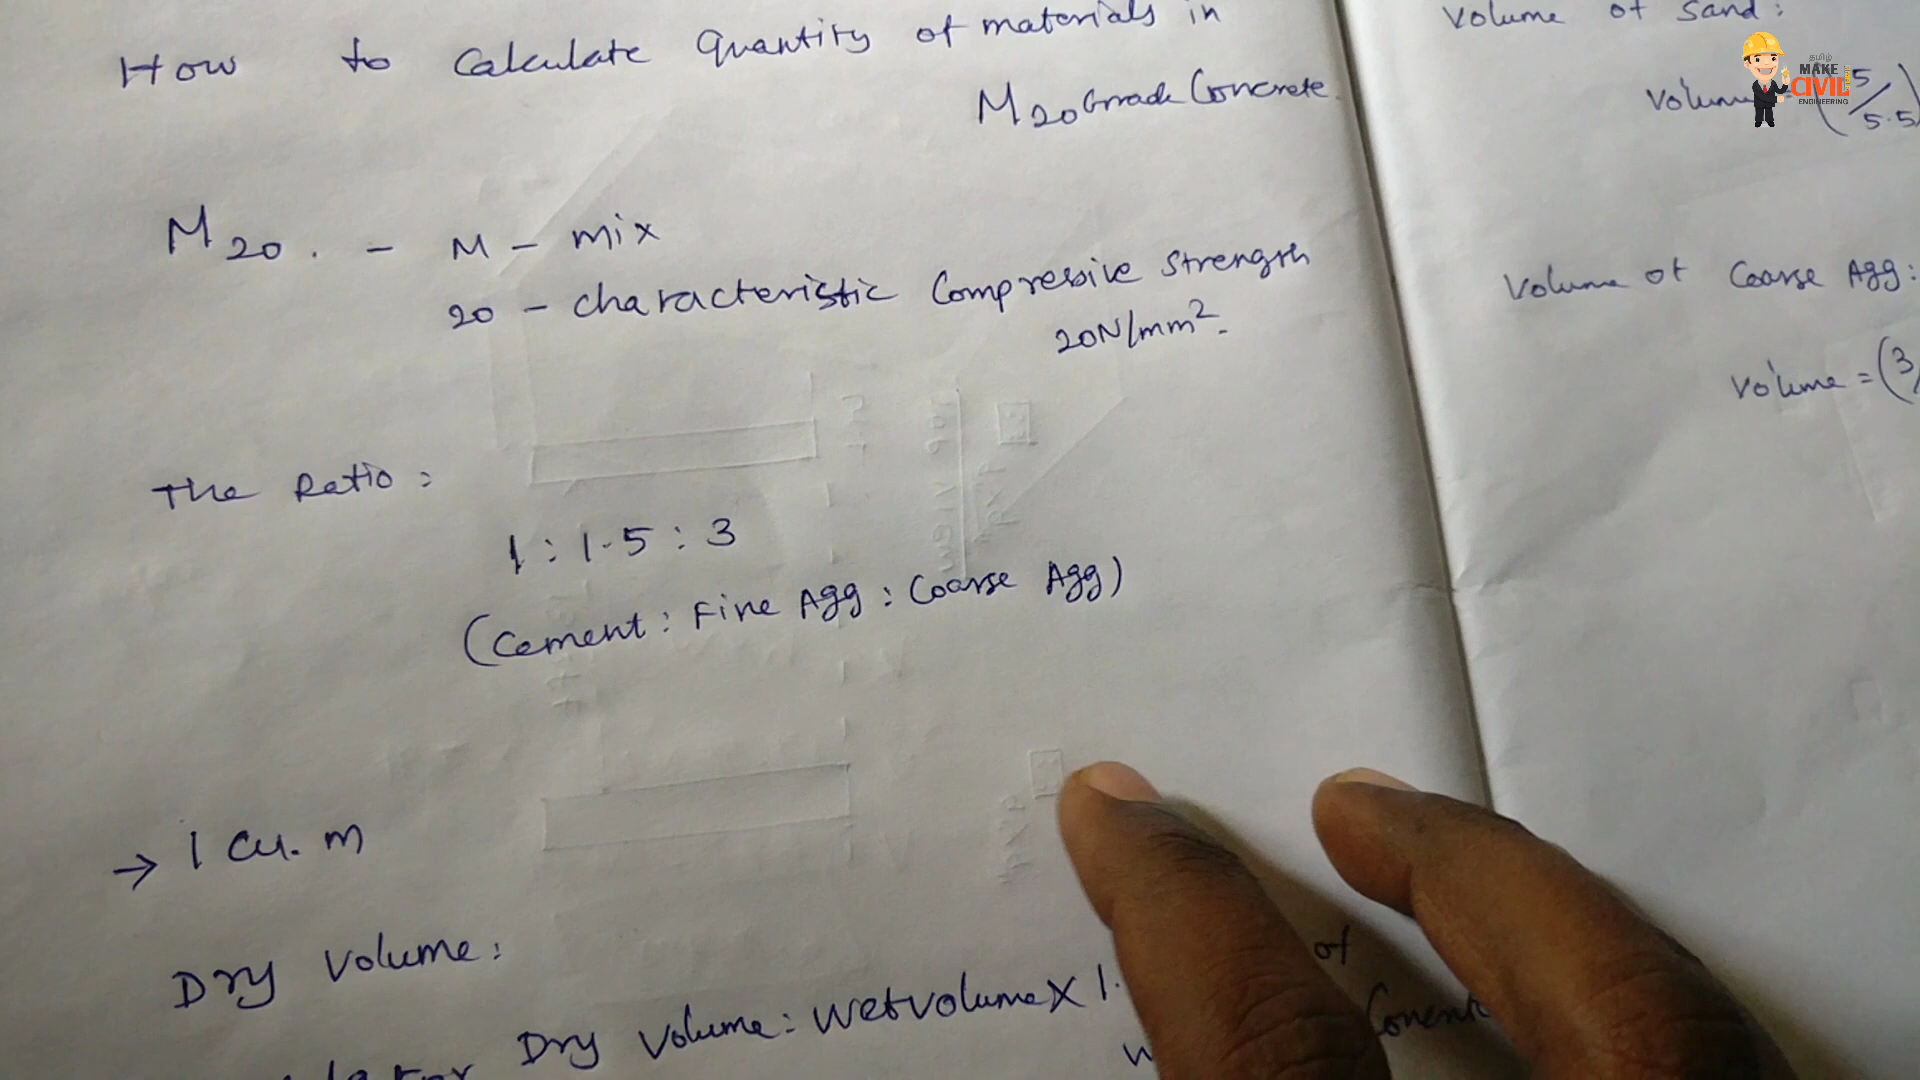 How to Calculate Quantity of materials in
M20 Grade Concrete.
M20. - M - mix
20 - characteristic Compressive Strength
20N/mm².
The Ratio:
1 : 1.5 : 3
(Cement : Fine Agg : Coarse Agg)
→ 1 Cu. m
Dry Volume:
Dry Volume: wet volume x 1.
of
Volume of Sand:
5/5.5)
Volume of Coarse Agg:
Volume = (3/
தமிழ்
MAKE
CIVIL
ENGINEERING